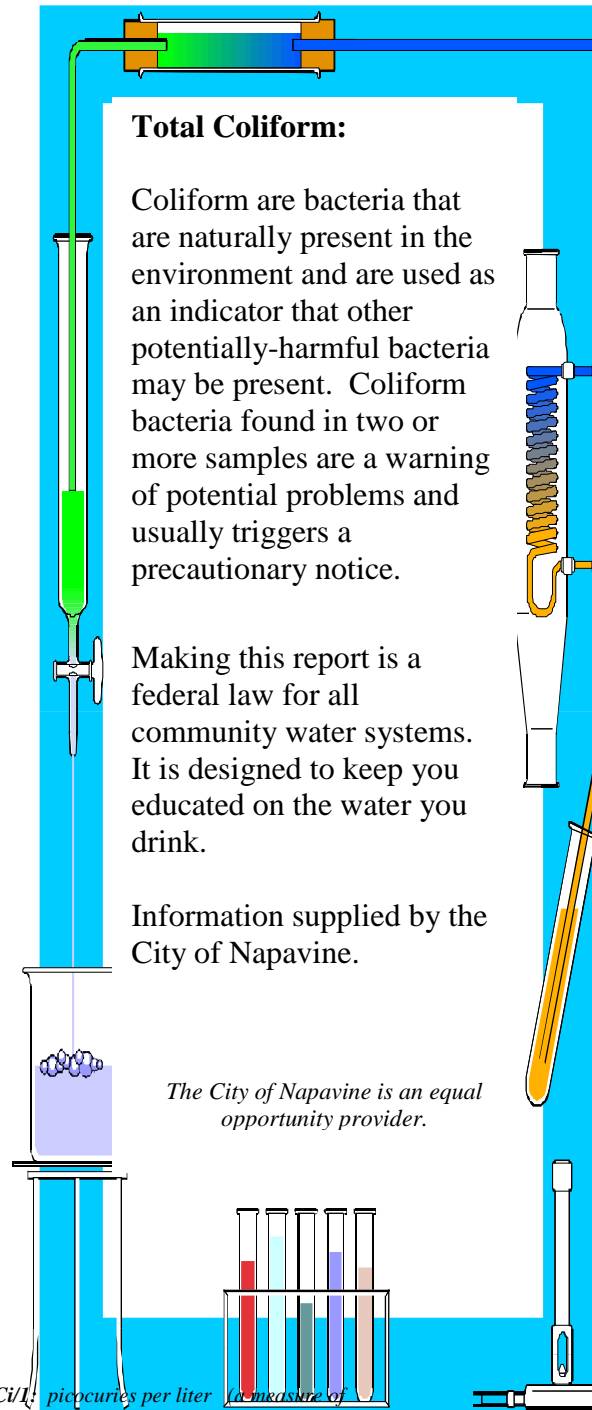 Total Coliform:
Coliform are bacteria that
are naturally present in the
environment and are used as
an indicator that other
potentially-harmful bacteria
may be present.  Coliform
bacteria found in two or
more samples are a warning
of potential problems and
usually triggers a
precautionary notice.
Making this report is a
federal law for all
community water systems.
It is designed to keep you
educated on the water you
drink.
Information supplied by the
City of Napavine.
The City of Napavine is an equal
opportunity provider.
Ci/1: picocuries per liter (a measure of